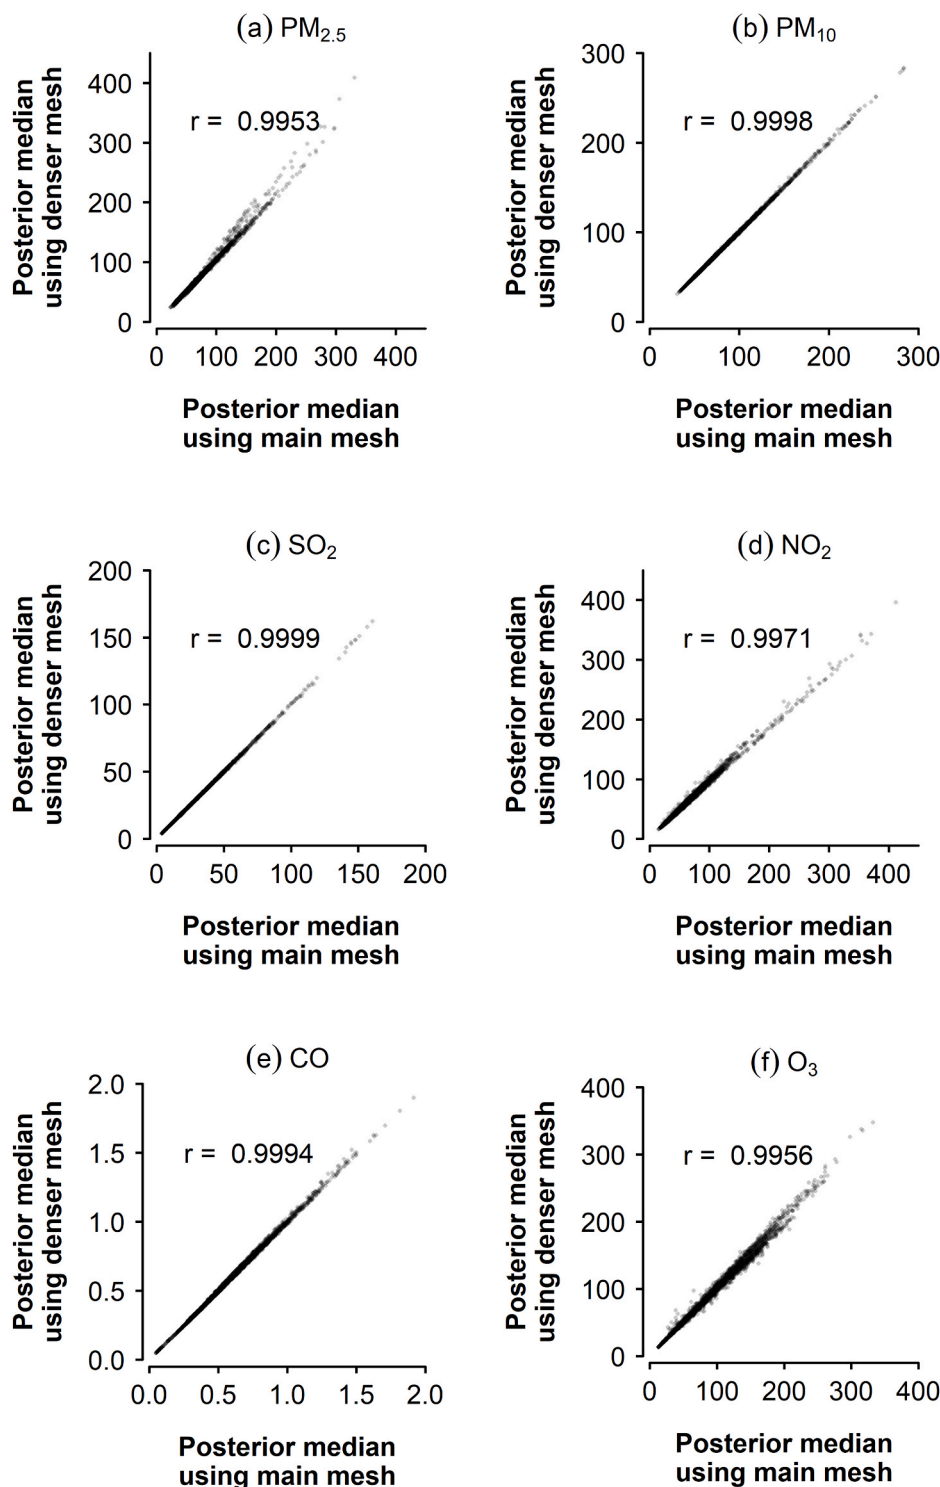 (a) PM2.5
Posterior median
using denser mesh
400
300
200
100
0
r = 0.9953
0 100 200 300 400
Posterior median
using main mesh
(b) PM10
Posterior median
using denser mesh
300
200
100
0
r = 0.9998
0 100 200 300
Posterior median
using main mesh
(c) SO2
Posterior median
using denser mesh
200
150
100
50
0
r = 0.9999
0 50 100 150 200
Posterior median
using main mesh
(d) NO2
Posterior median
using denser mesh
400
300
200
100
0
r = 0.9971
0 100 200 300 400
Posterior median
using main mesh
(e) CO
Posterior median
using denser mesh
2.0
1.5
1.0
0.5
0.0
r = 0.9994
0.0 0.5 1.0 1.5 2.0
Posterior median
using main mesh
(f) O3
Posterior median
using denser mesh
400
300
200
100
0
r = 0.9956
0 100 200 300 400
Posterior median
using main mesh